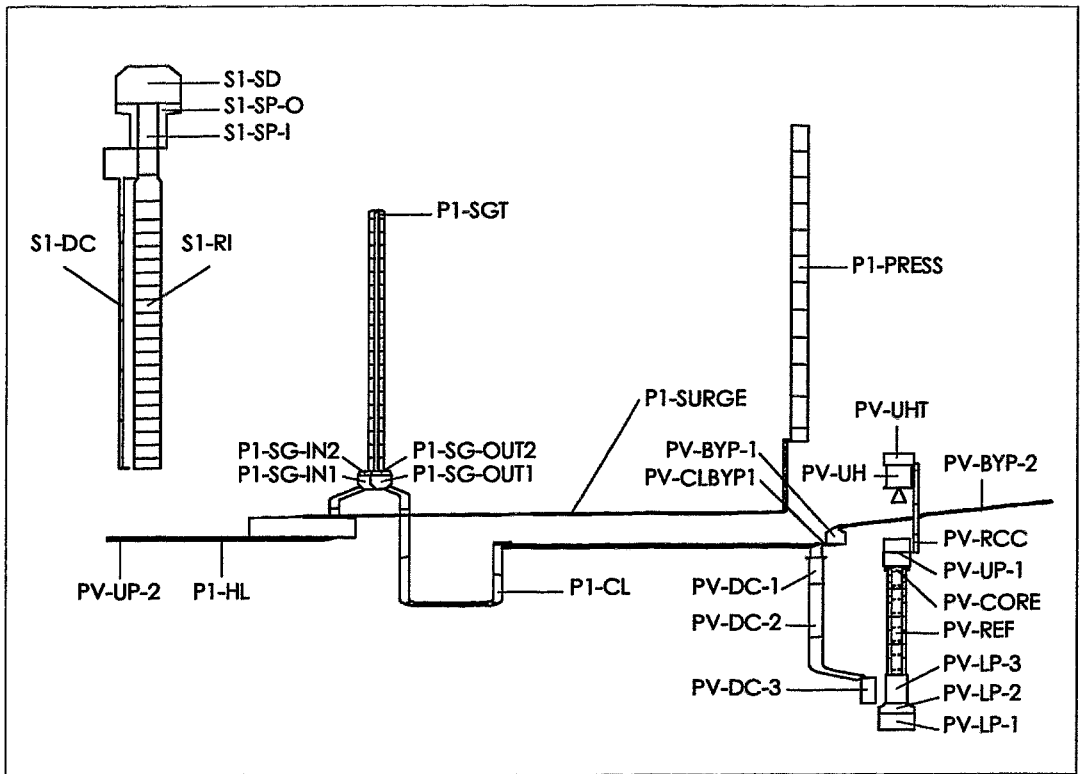 S1-SD
S1-SP-O
S1-SP-I
P1-SGT
S1-DC
S1-RI
P1-PRESS
P1-SURGE
PV-UHT
P1-SG-IN2
P1-SG-OUT2
PV-BYP-1
P1-SG-IN1
P1-SG-OUT1
PV-CLBYP1
PV-UH
PV-BYP-2
PV-RCC
PV-UP-2
P1-HL
P1-CL
PV-DC-1
PV-UP-1
PV-CORE
PV-DC-2
PV-REF
PV-LP-3
PV-DC-3
PV-LP-2
PV-LP-1